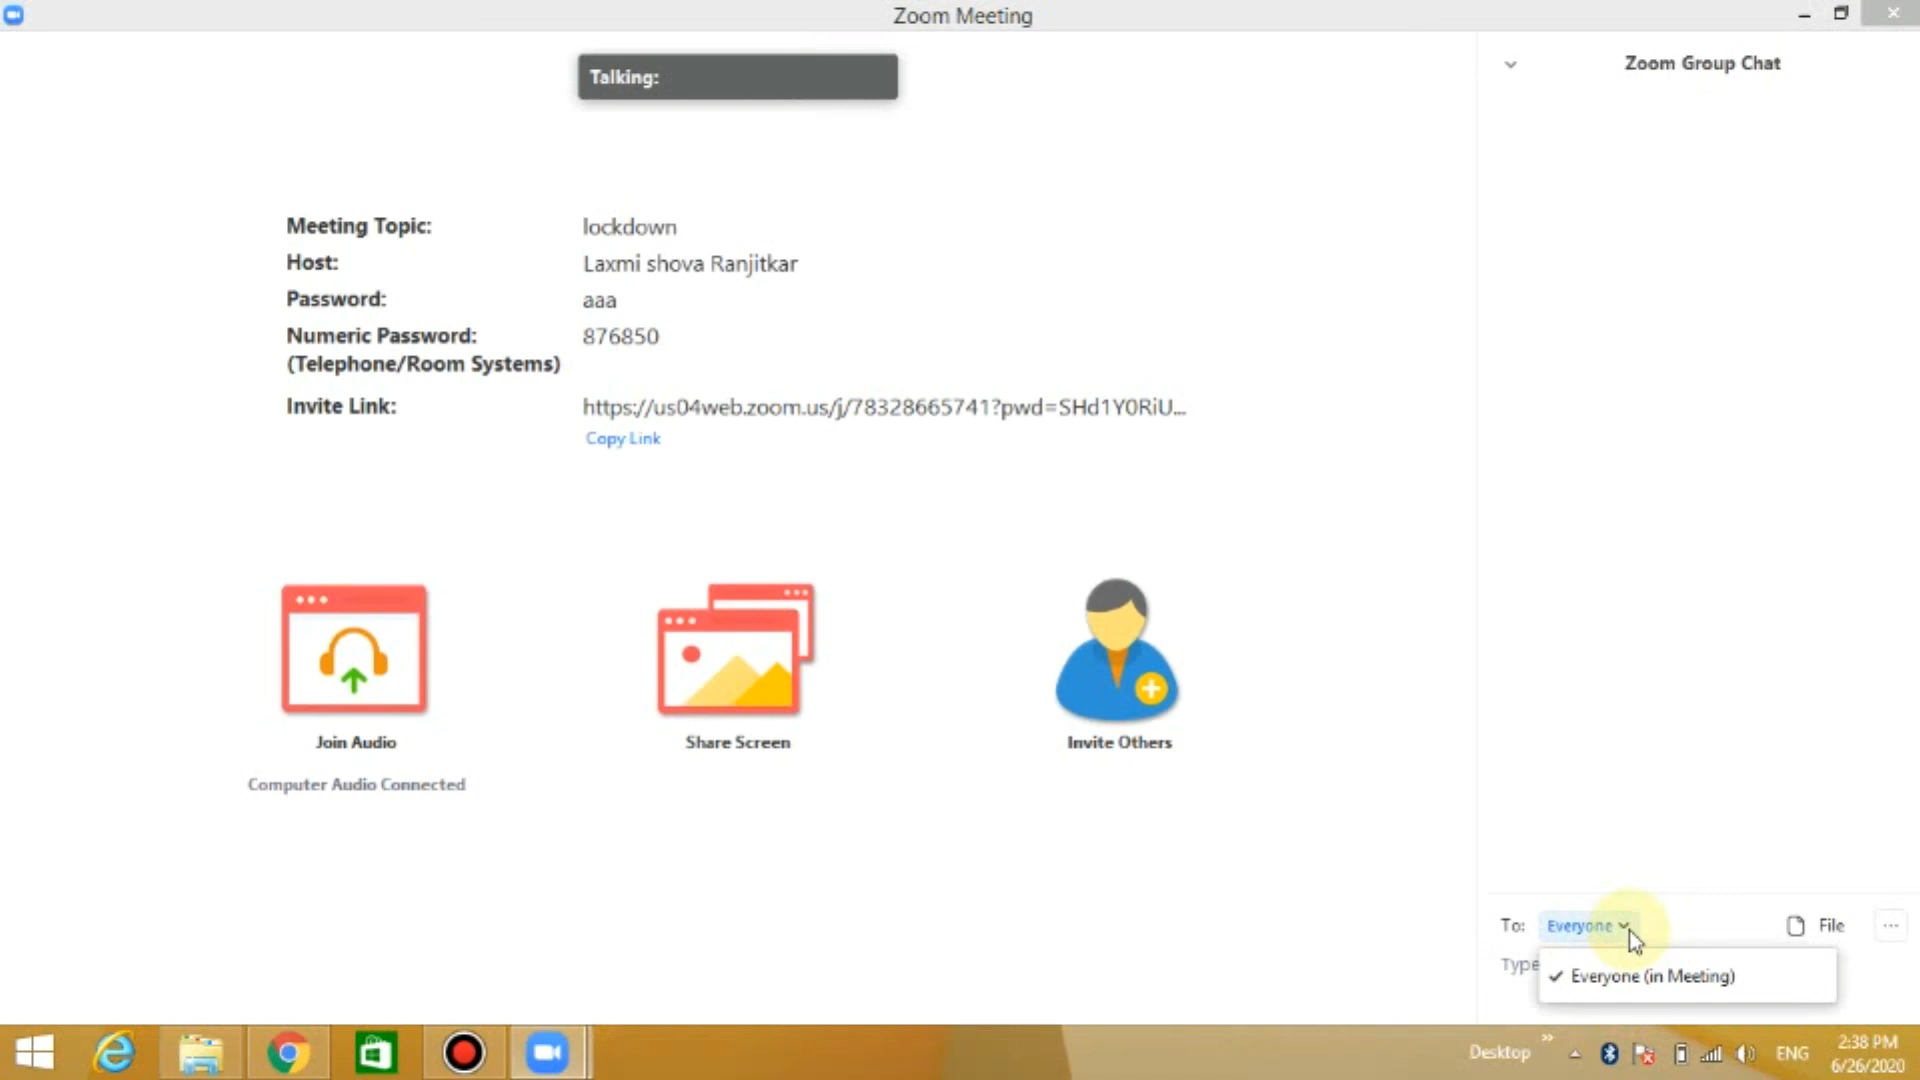 Zoom Meeting
Talking:
Zoom Group Chat
Meeting Topic: lockdown
Host: Laxmi shova Ranjitkar
Password: aaa
Numeric Password: 876850
(Telephone/Room Systems)
Invite Link: https://us04web.zoom.us/j/78328665741?pwd=SHd1Y0RiU...
Copy Link
Join Audio
Share Screen
Invite Others
Computer Audio Connected
To: Everyone
File
...
Type
✓ Everyone (in Meeting)
Desktop
ENG
2:38 PM
6/26/2020